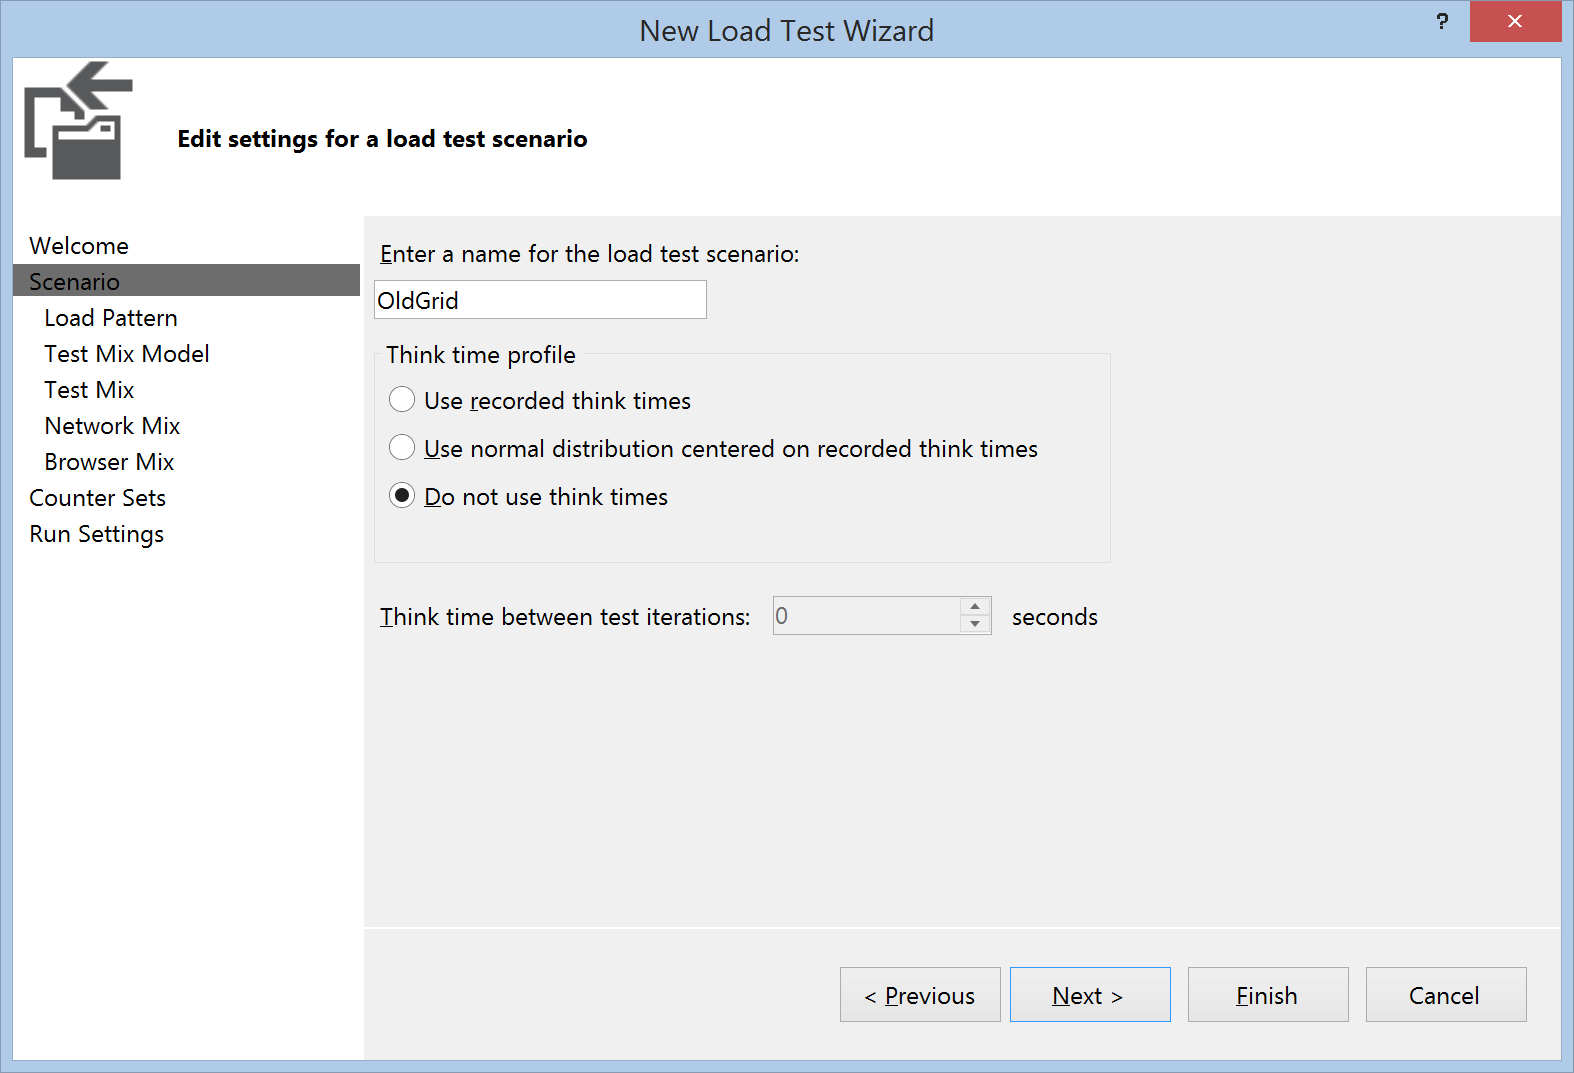 New Load Test Wizard
?
Edit settings for a load test scenario
Welcome
Scenario
Load Pattern
Test Mix Model
Test Mix
Network Mix
Browser Mix
Counter Sets
Run Settings
Enter a name for the load test scenario:
OldGrid
Think time profile
Use recorded think times
Use normal distribution centered on recorded think times
Do not use think times
Think time between test iterations: 0 seconds
< Previous Next > Finish Cancel